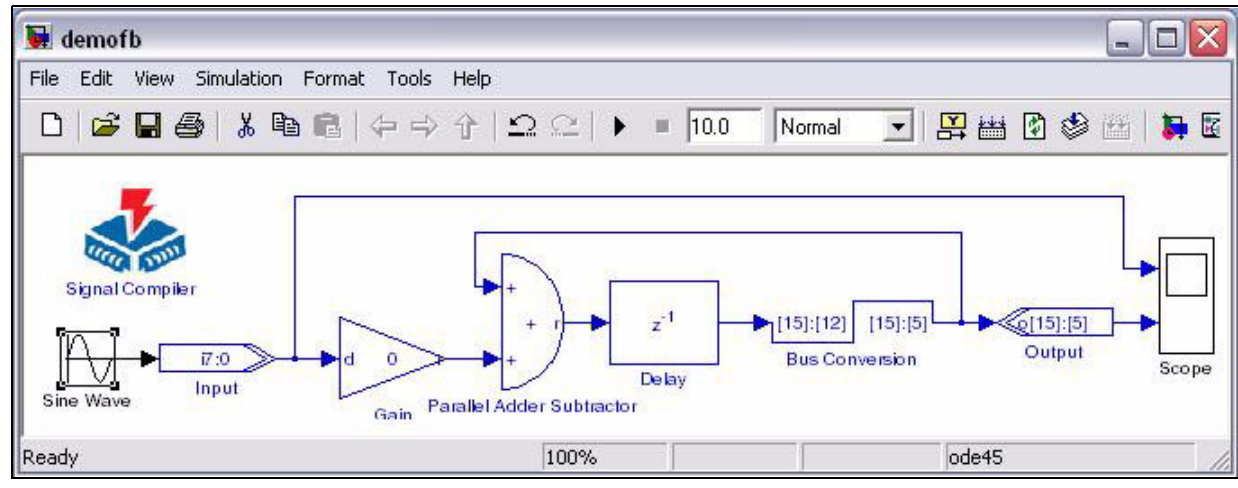 demofb
File Edit View Simulation Format Tools Help
10.0 Normal
Signal Compiler
Sine Wave
i7:0
Input
d 0
Gain
+
+ r
+
Parallel Adder Subtractor
z-1
Delay
[15]:[12] [15]:[5]
Bus Conversion
o[15]:[5]
Output
Scope
Ready 100% ode45